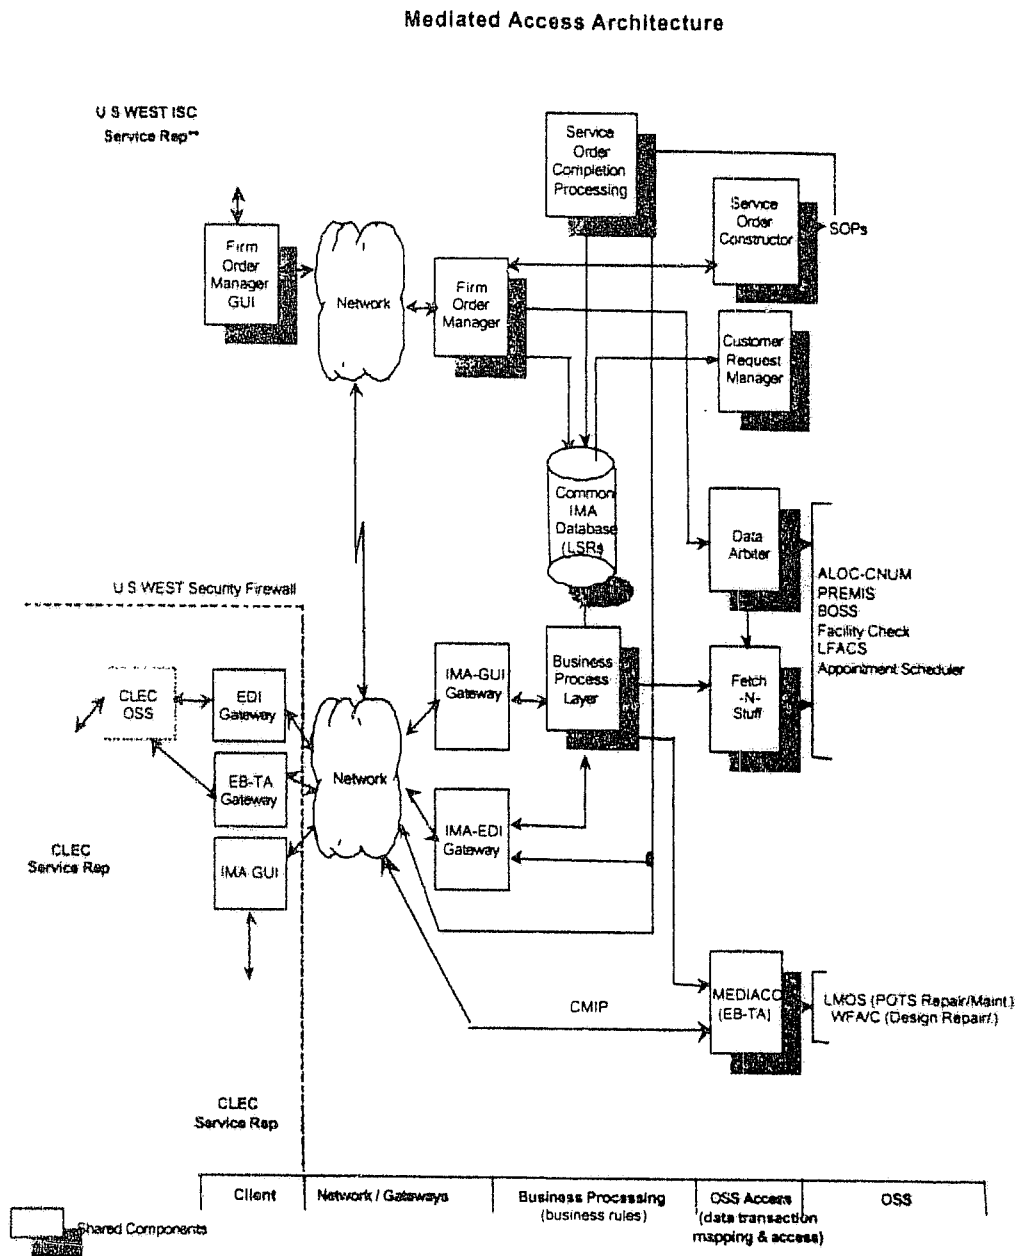 Mediated Access Architecture
U S WEST ISC
Service Rep**
Service
Order
Completion
Processing
Service
Order
Constructor
SOPs
Firm
Order
Manager
GUI
Network
Firm
Order
Manager
Customer
Request
Manager
Common
IMA
Database
(LSRs
Data
Arbiter
ALOC-CNUM
PREMIS
BOSS
Facility Check
LFACS
Appointment Scheduler
U S WEST Security Firewall
CLEC
OSS
EDI
Gateway
IMA-GUI
Gateway
Business
Process
Layer
Fetch
-N-
Stuff
EB-TA
Gateway
Network
IMA-EDI
Gateway
CLEC
Service Rep
IMA-GUI
MEDIACC
(EB-TA)
LMOS (POTS Repair/Maint.)
WFA/C (Design Repair/.)
CMIP
CLEC
Service Rep
Client
Network / Gateways
Business Processing
(business rules)
OSS Access
(data transaction
mapping & access)
OSS
Shared Components